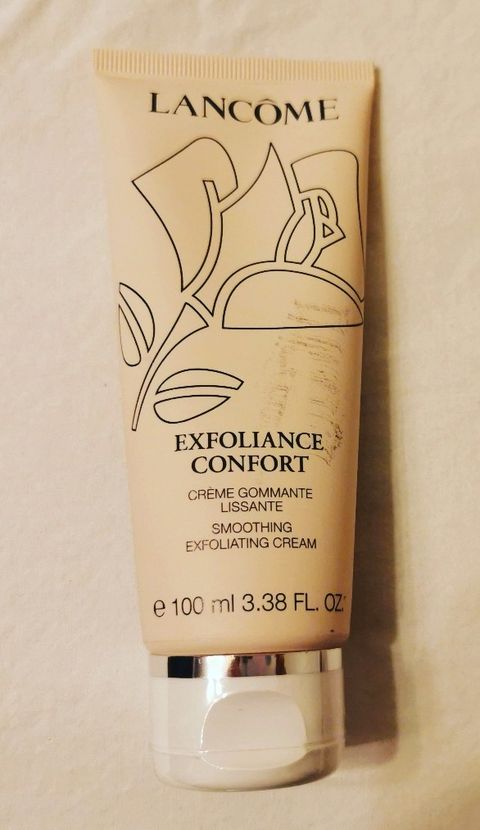 LANCÔME
EXFOLIANCE
CONFORT
CRÈME GOMMANTE
LISSANTE
SMOOTHING
EXFOLIATING CREAM
℮ 100 ml 3.38 FL. OZ.